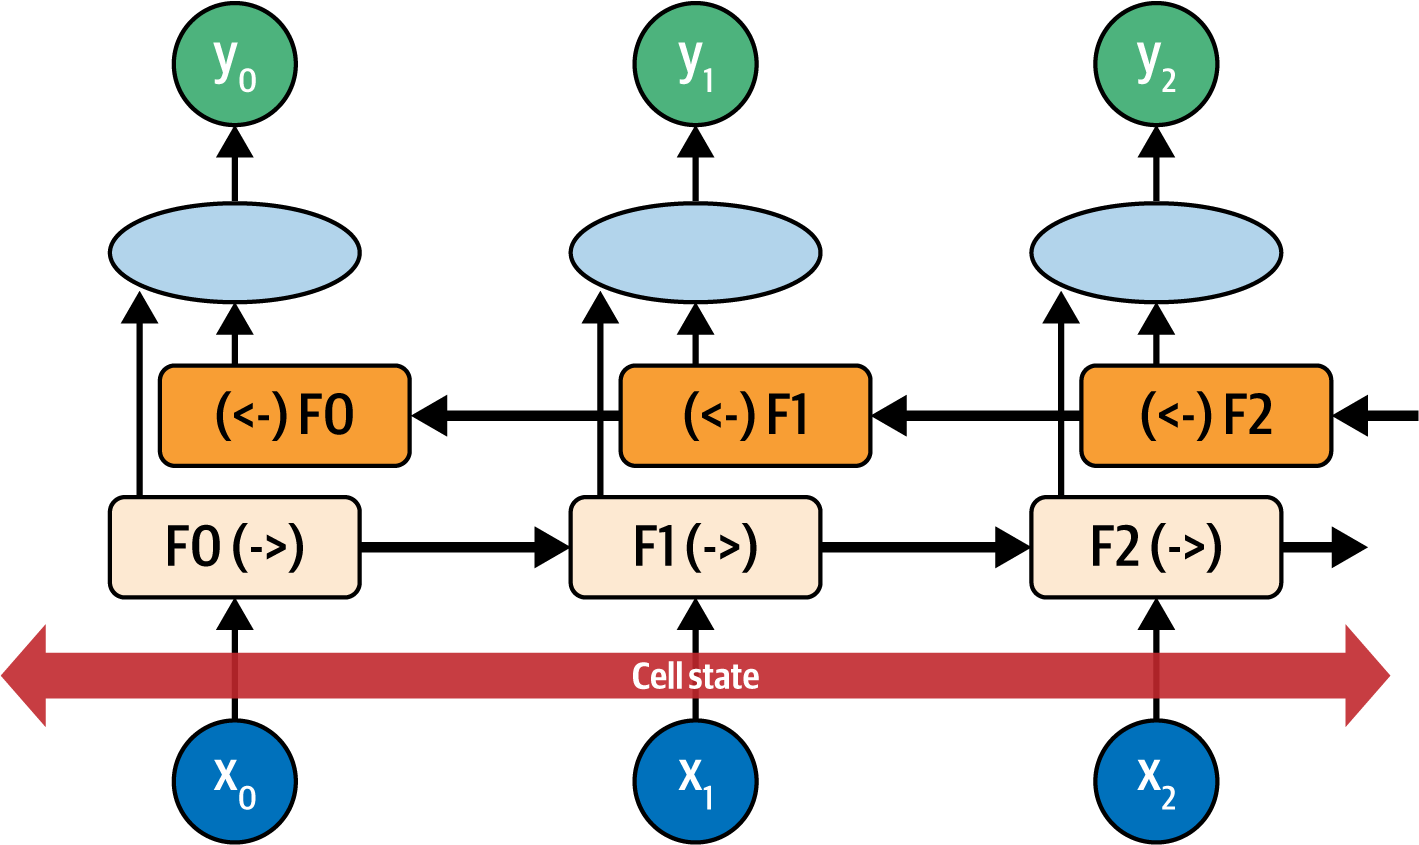 y0 y1 y2
(<-) F0 (<-) F1 (<-) F2
F0 (->) F1 (->) F2 (->)
Cell state
x0 x1 x2